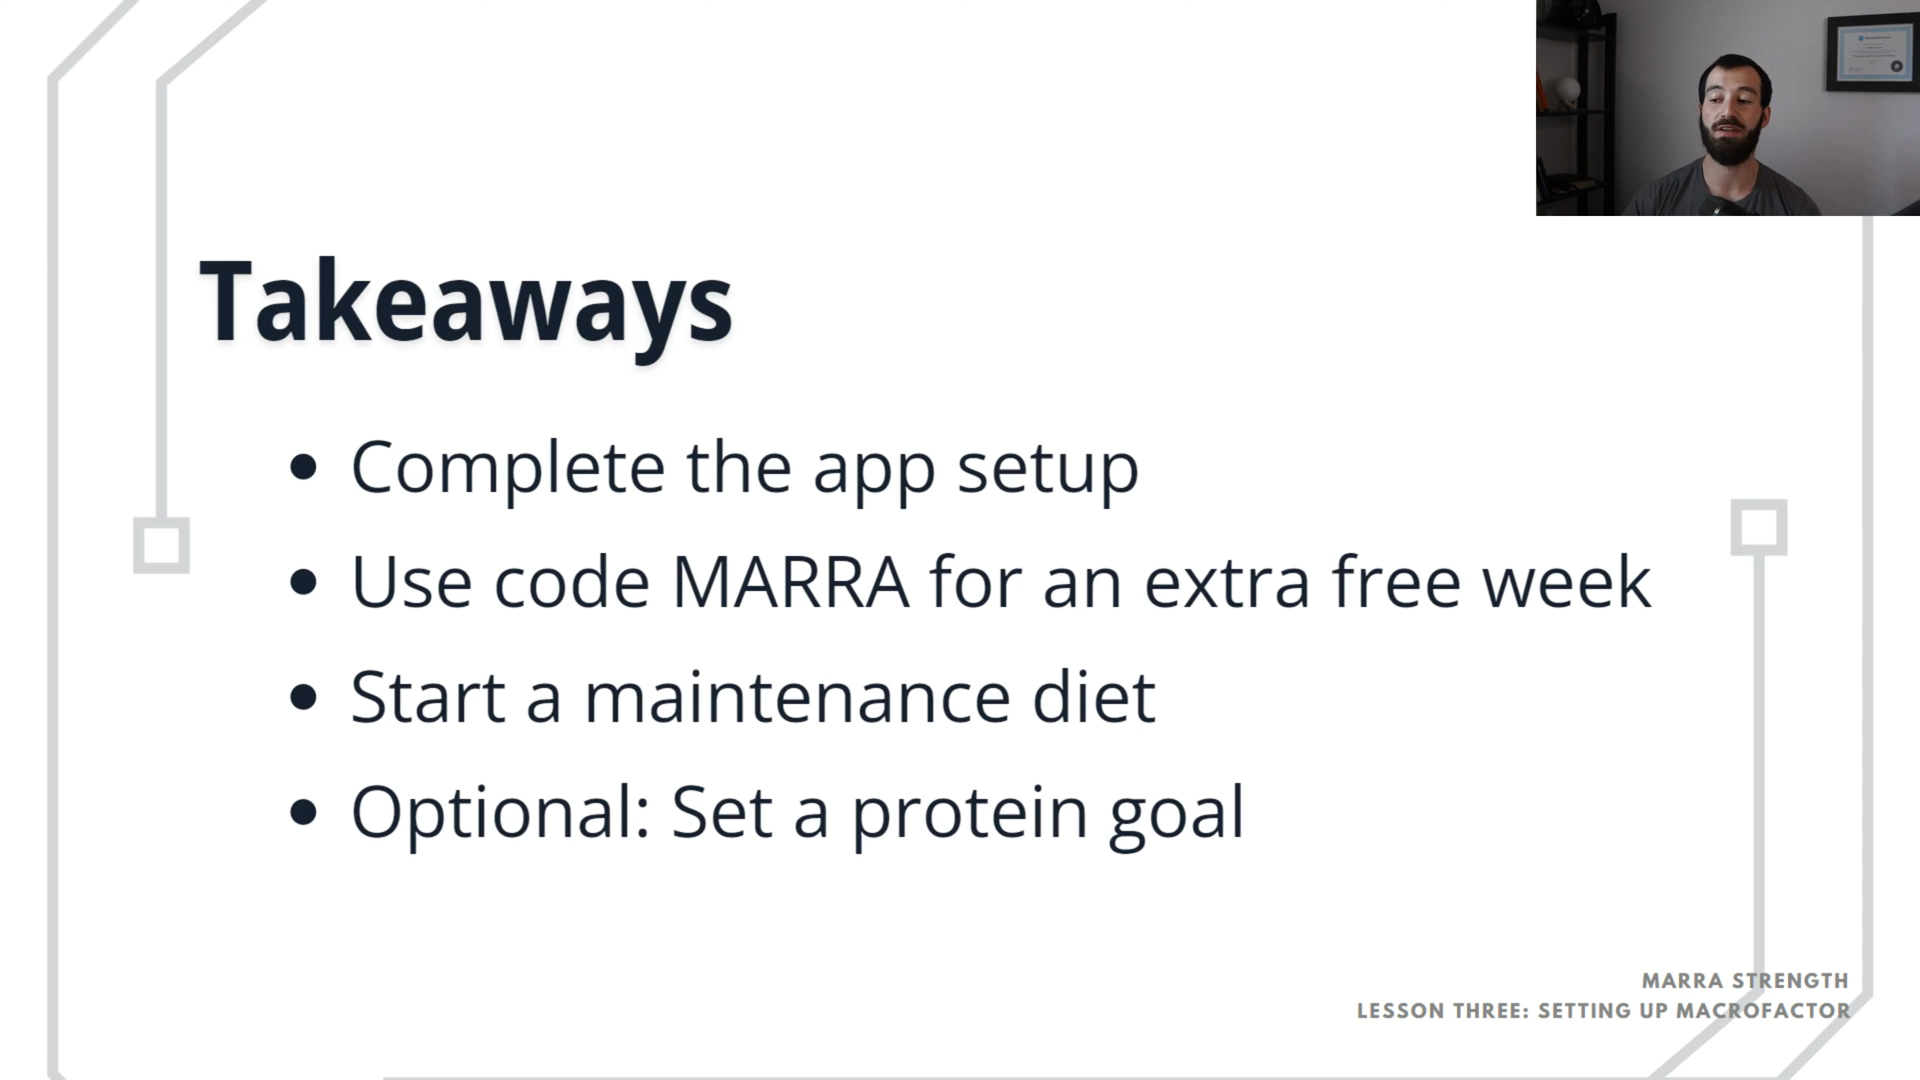 Takeaways
• Complete the app setup
• Use code MARRA for an extra free week
• Start a maintenance diet
• Optional: Set a protein goal
MARRA STRENGTH
LESSON THREE: SETTING UP MACROFACTOR